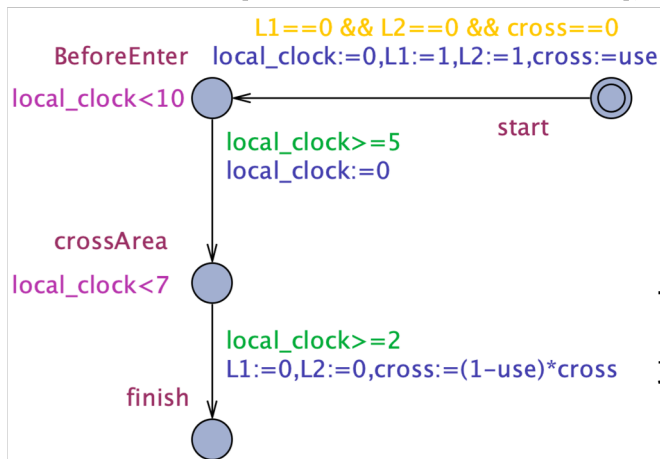 L1==0 && L2==0 && cross==0
BeforeEnter local_clock:=0,L1:=1,L2:=1,cross:=use
local_clock<10
start
local_clock>=5
local_clock:=0
crossArea
local_clock<7
local_clock>=2
L1:=0,L2:=0,cross:=(1-use)*cross
finish